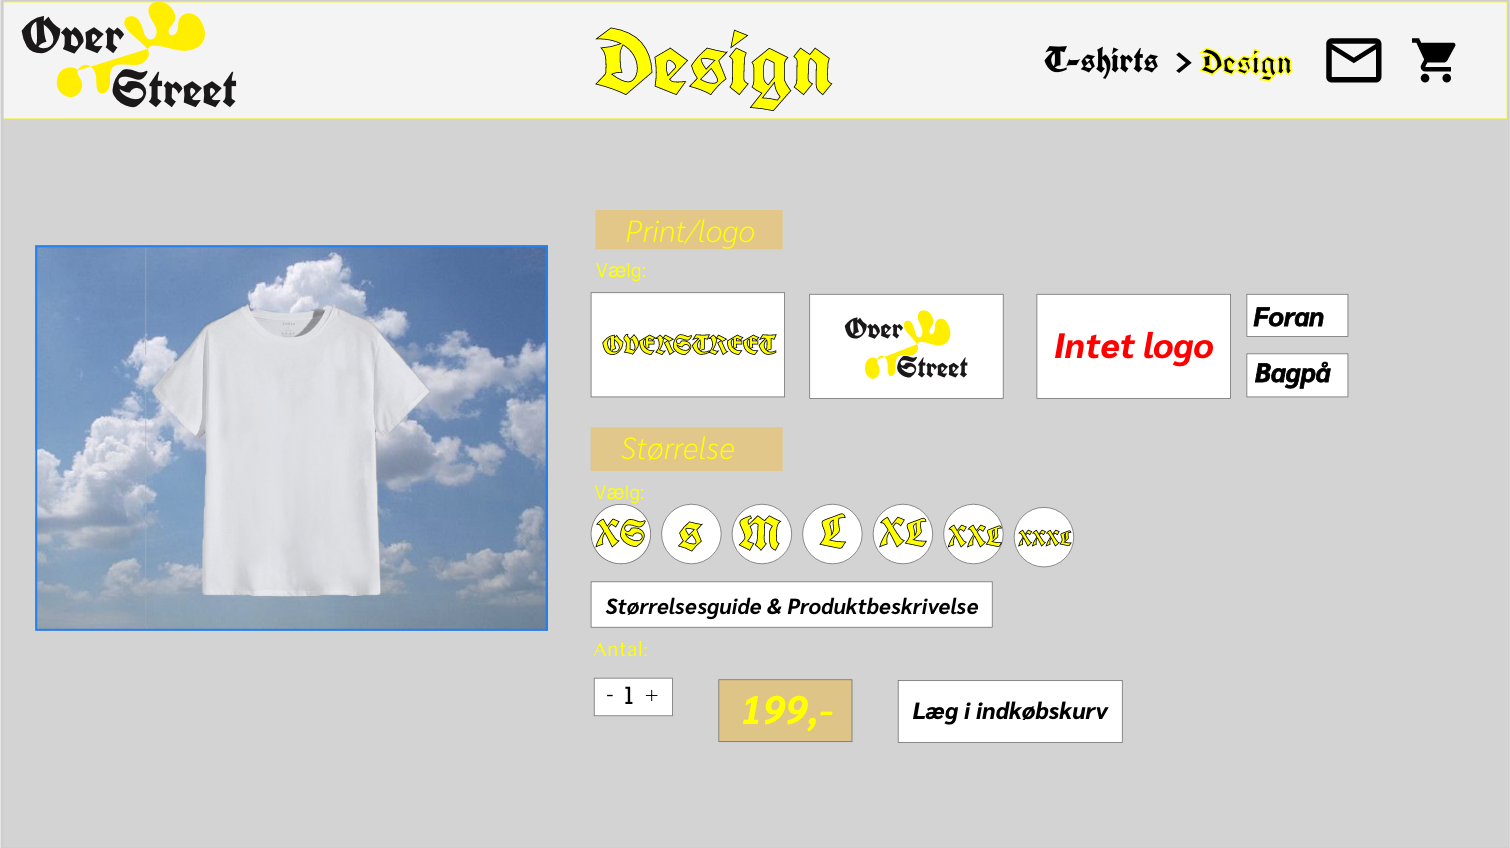 Over
Street
Design
T-shirts > Design
Print/logo
Vælg:
OVERSTREET
Over
Street
Intet logo
Foran
Bagpå
Størrelse
Vælg:
XS S M L XL XXL XXXL
Størrelsesguide & Produktbeskrivelse
Antal:
- 1 +
199,-
Læg i indkøbskurv